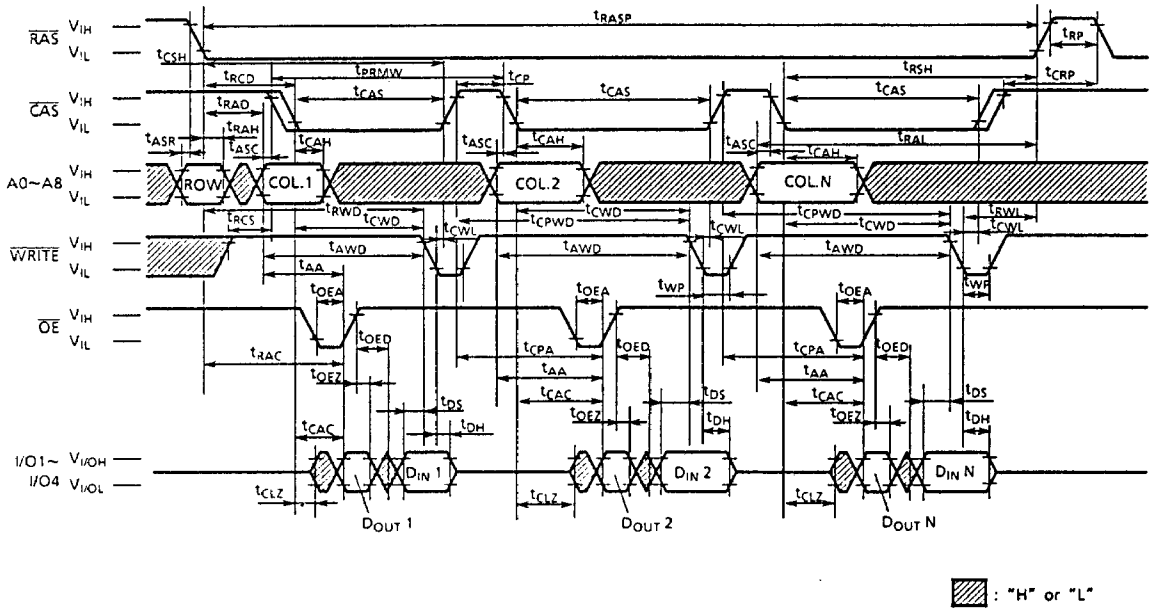 tRASP
RAS VIH
VIL
tRP
tCSH
tPRMW
tRSH
tRCD
tCP
tCRP
CAS VIH
VIL
tCAS
tCAS
tCAS
tRAD
tRAH
tASR
tASC
tCAH
tASC
tCAH
tASC
tCAH
tRAL
A0~A8 VIH
VIL
ROW
COL.1
COL.2
COL.N
tRWD
tRCS
tCWD
tCWL
tCPWD
tCWD
tCWL
tCPWD
tCWD
tRWL
tCWL
WRITE VIH
VIL
tAWD
tAWD
tAWD
tAA
tWP
tWP
tOEA
tOEA
tOEA
OE VIH
VIL
tOED
tOED
tOED
tRAC
tCPA
tCPA
tAA
tAA
tOEZ
tDS
tCAC
tDS
tCAC
tDS
tCAC
tDH
tOEZ
tDH
tOEZ
tDH
I/O1~
I/O4
VI/OH
VI/OL
DIN 1
DIN 2
DIN N
tCLZ
tCLZ
tCLZ
DOUT 1
DOUT 2
DOUT N
: "H" or "L"